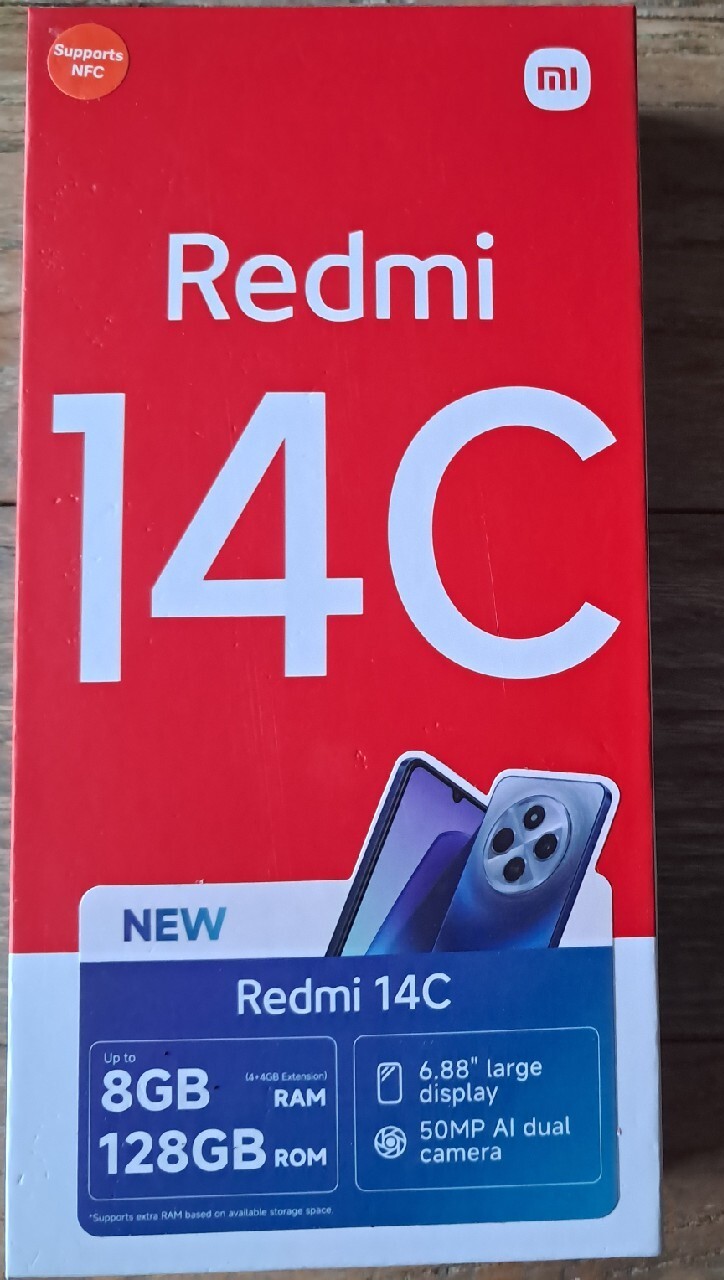 Supports
NFC
mi
Redmi
14C
NEW
Redmi 14C
Up to
8GB (4+4GB Extension) RAM
128GB ROM
6.88" large
display
50MP AI dual
camera
*Supports extra RAM based on available storage space.